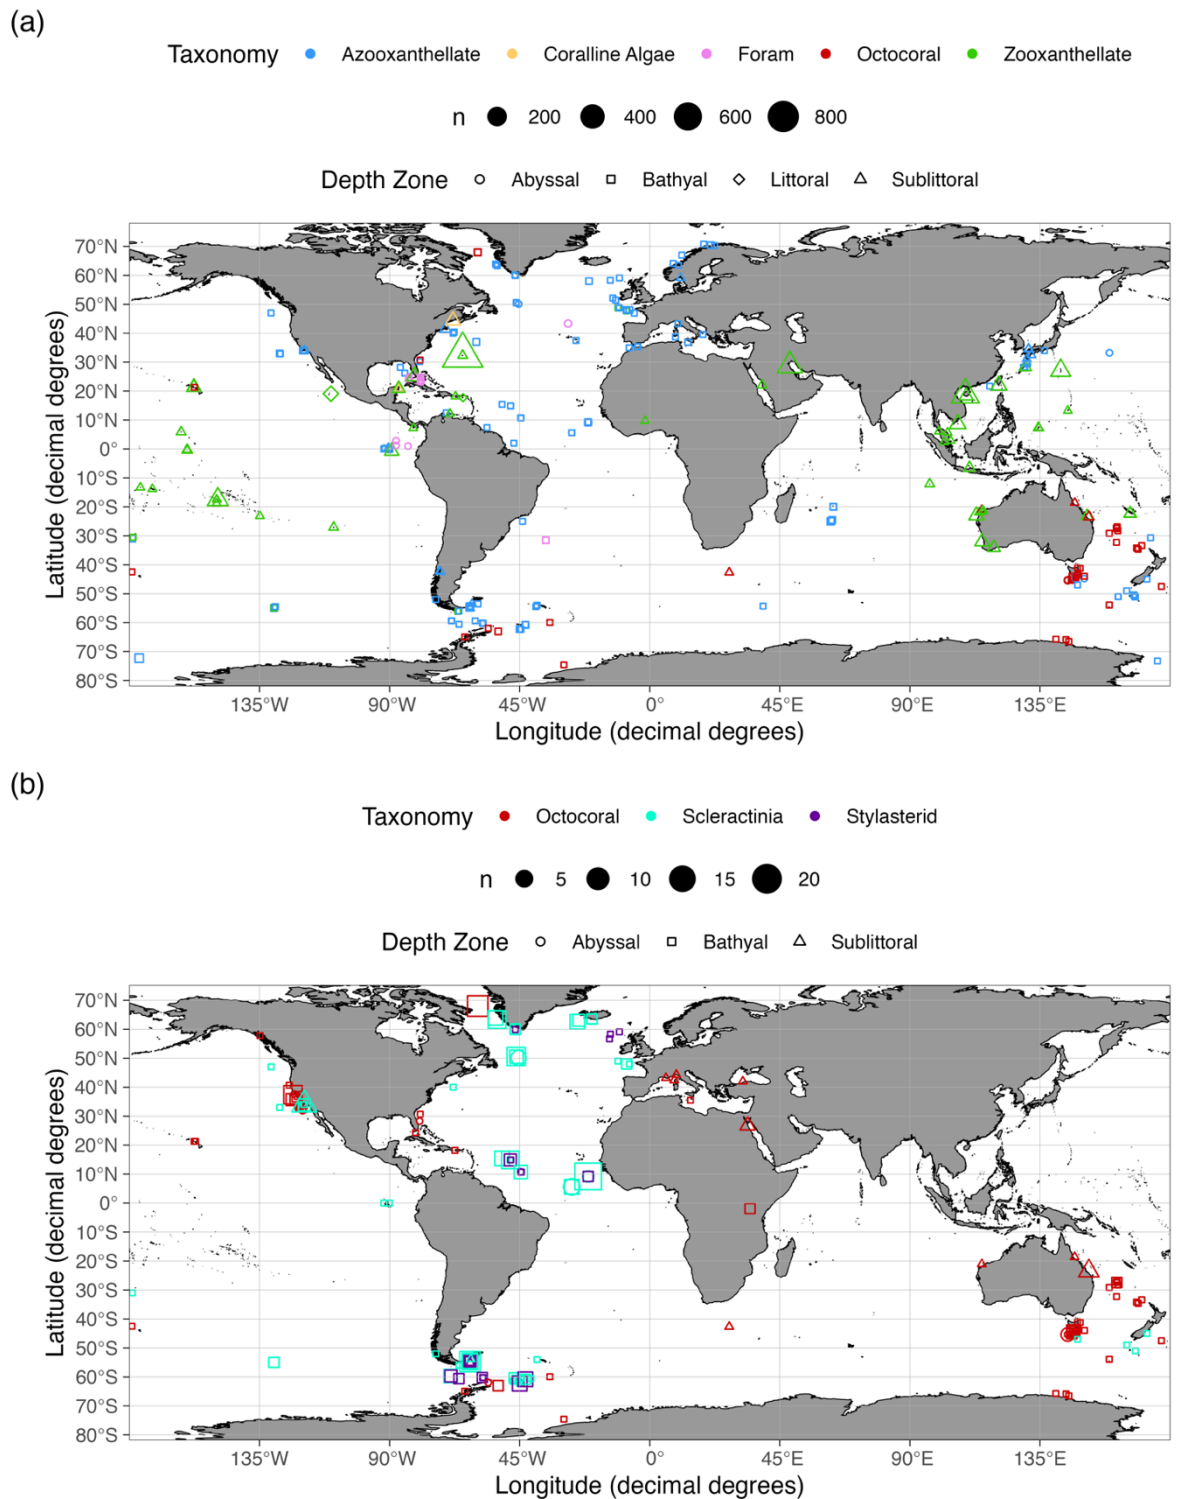 (a)
Taxonomy Azooxanthellate Coralline Algae Foram Octocoral Zooxanthellate
n 200 400 600 800
Depth Zone Abyssal Bathyal Littoral Sublittoral
Latitude (decimal degrees)
70°N
60°N
50°N
40°N
30°N
20°N
10°N
0°
10°S
20°S
30°S
40°S
50°S
60°S
70°S
80°S
135°W 90°W 45°W 0° 45°E 90°E 135°E
Longitude (decimal degrees)
(b)
Taxonomy Octocoral Scleractinia Stylasterid
n 5 10 15 20
Depth Zone Abyssal Bathyal Sublittoral
Latitude (decimal degrees)
70°N
60°N
50°N
40°N
30°N
20°N
10°N
0°
10°S
20°S
30°S
40°S
50°S
60°S
70°S
80°S
135°W 90°W 45°W 0° 45°E 90°E 135°E
Longitude (decimal degrees)